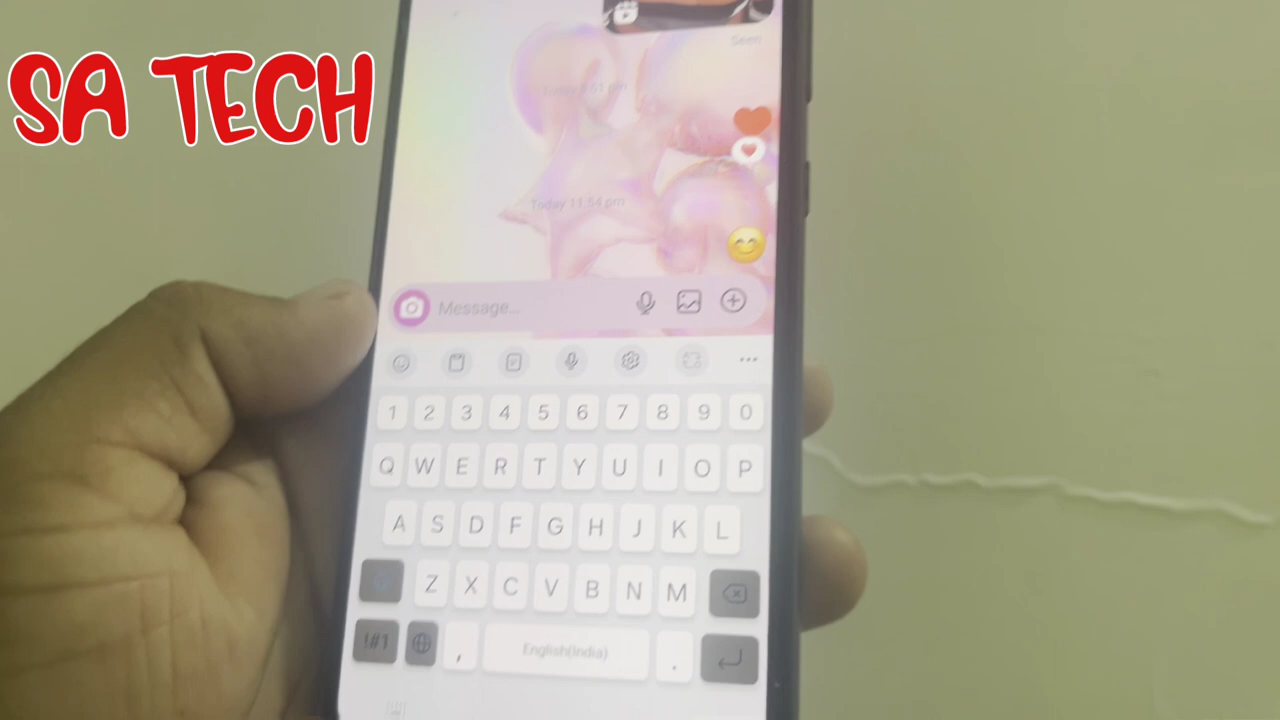 SA TECH
Seen
Today 11.54 pm
Message...
1 2 3 4 5 6 7 8 9 0
Q W E R T Y U I O P
A S D F G H J K L
Z X C V B N M
!#1 , English(India) .